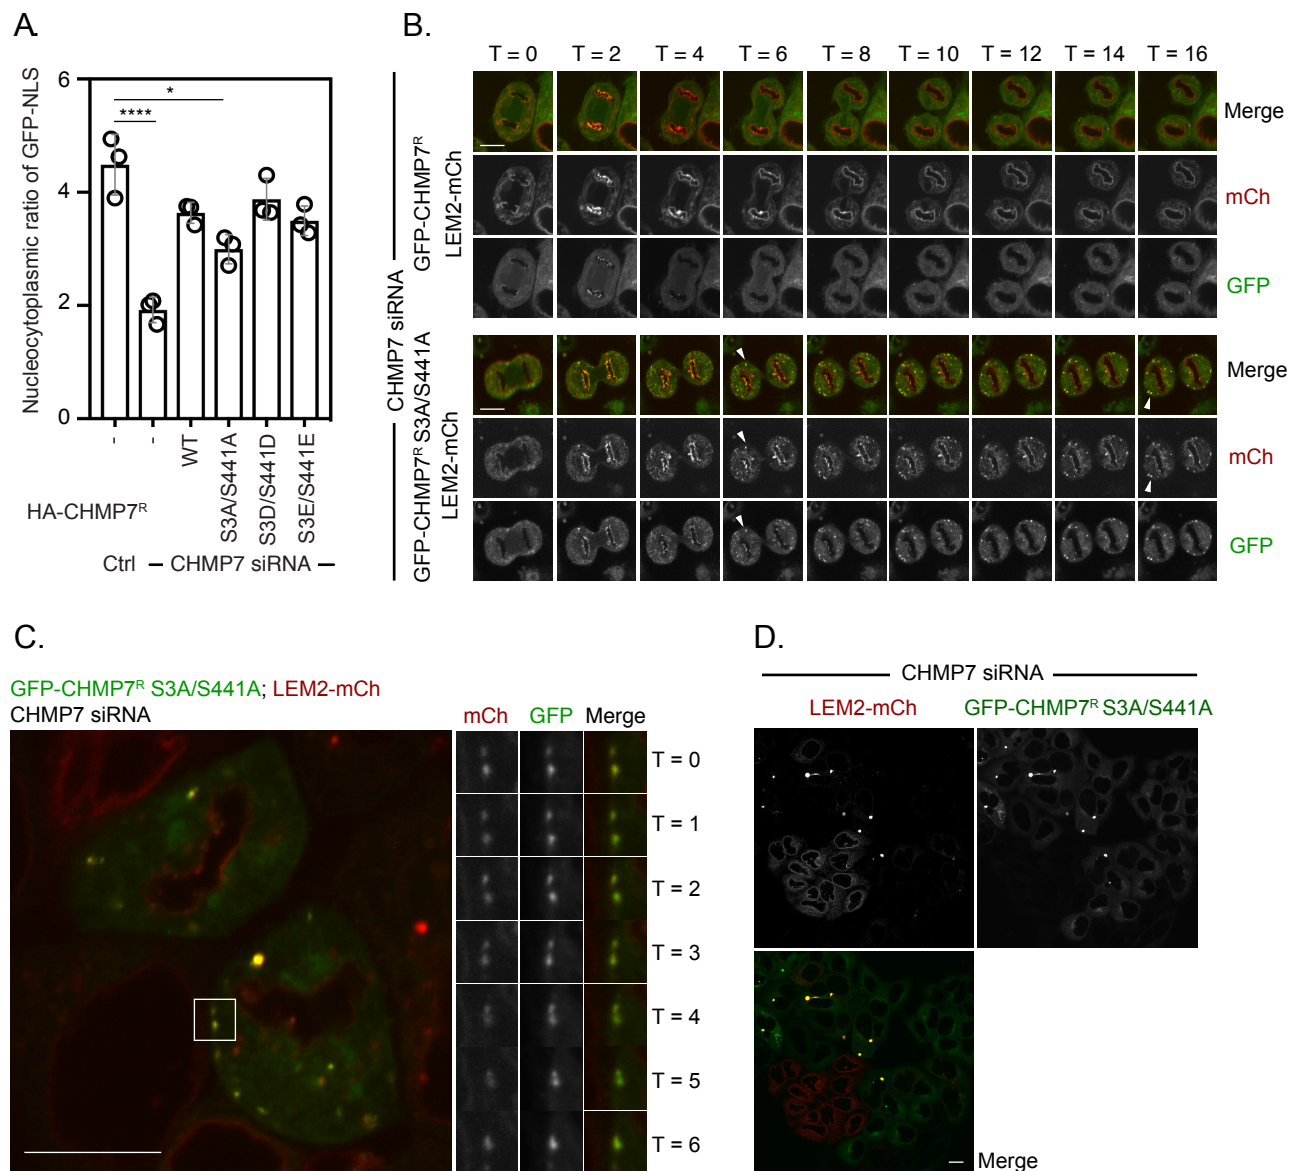 A.
Nucleocytoplasmic ratio of GFP-NLS
6
4
2
0
*
****
-
-
WT
S3A/S441A
S3D/S441D
S3E/S441E
HA-CHMP7R
Ctrl
CHMP7 siRNA
B.
T = 0 T = 2 T = 4 T = 6 T = 8 T = 10 T = 12 T = 14 T = 16
CHMP7 siRNA
GFP-CHMP7R
LEM2-mCh
Merge
mCh
GFP
GFP-CHMP7R S3A/S441A
LEM2-mCh
Merge
mCh
GFP
C.
GFP-CHMP7R S3A/S441A; LEM2-mCh
CHMP7 siRNA
mCh GFP Merge
T = 0
T = 1
T = 2
T = 3
T = 4
T = 5
T = 6
D.
CHMP7 siRNA
LEM2-mCh GFP-CHMP7R S3A/S441A
Merge